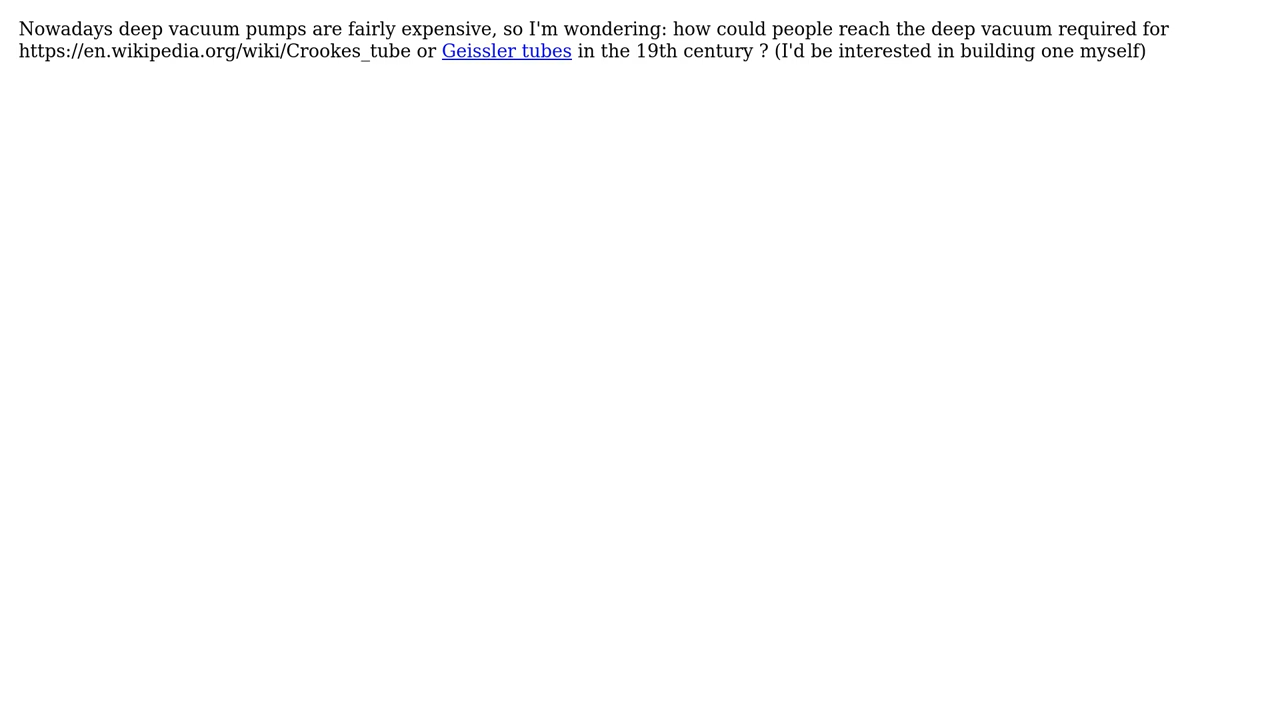 Nowadays deep vacuum pumps are fairly expensive, so I'm wondering: how could people reach the deep vacuum required for
https://en.wikipedia.org/wiki/Crookes_tube or Geissler tubes in the 19th century ? (I'd be interested in building one myself)